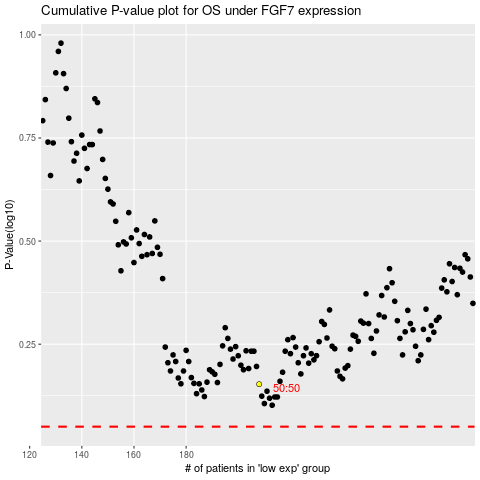 Cumulative P-value plot for OS under FGF7 expression
1.00
0.75
0.50
0.25
P-Value(log10)
50:50
120 140 160 180
# of patients in 'low exp' group